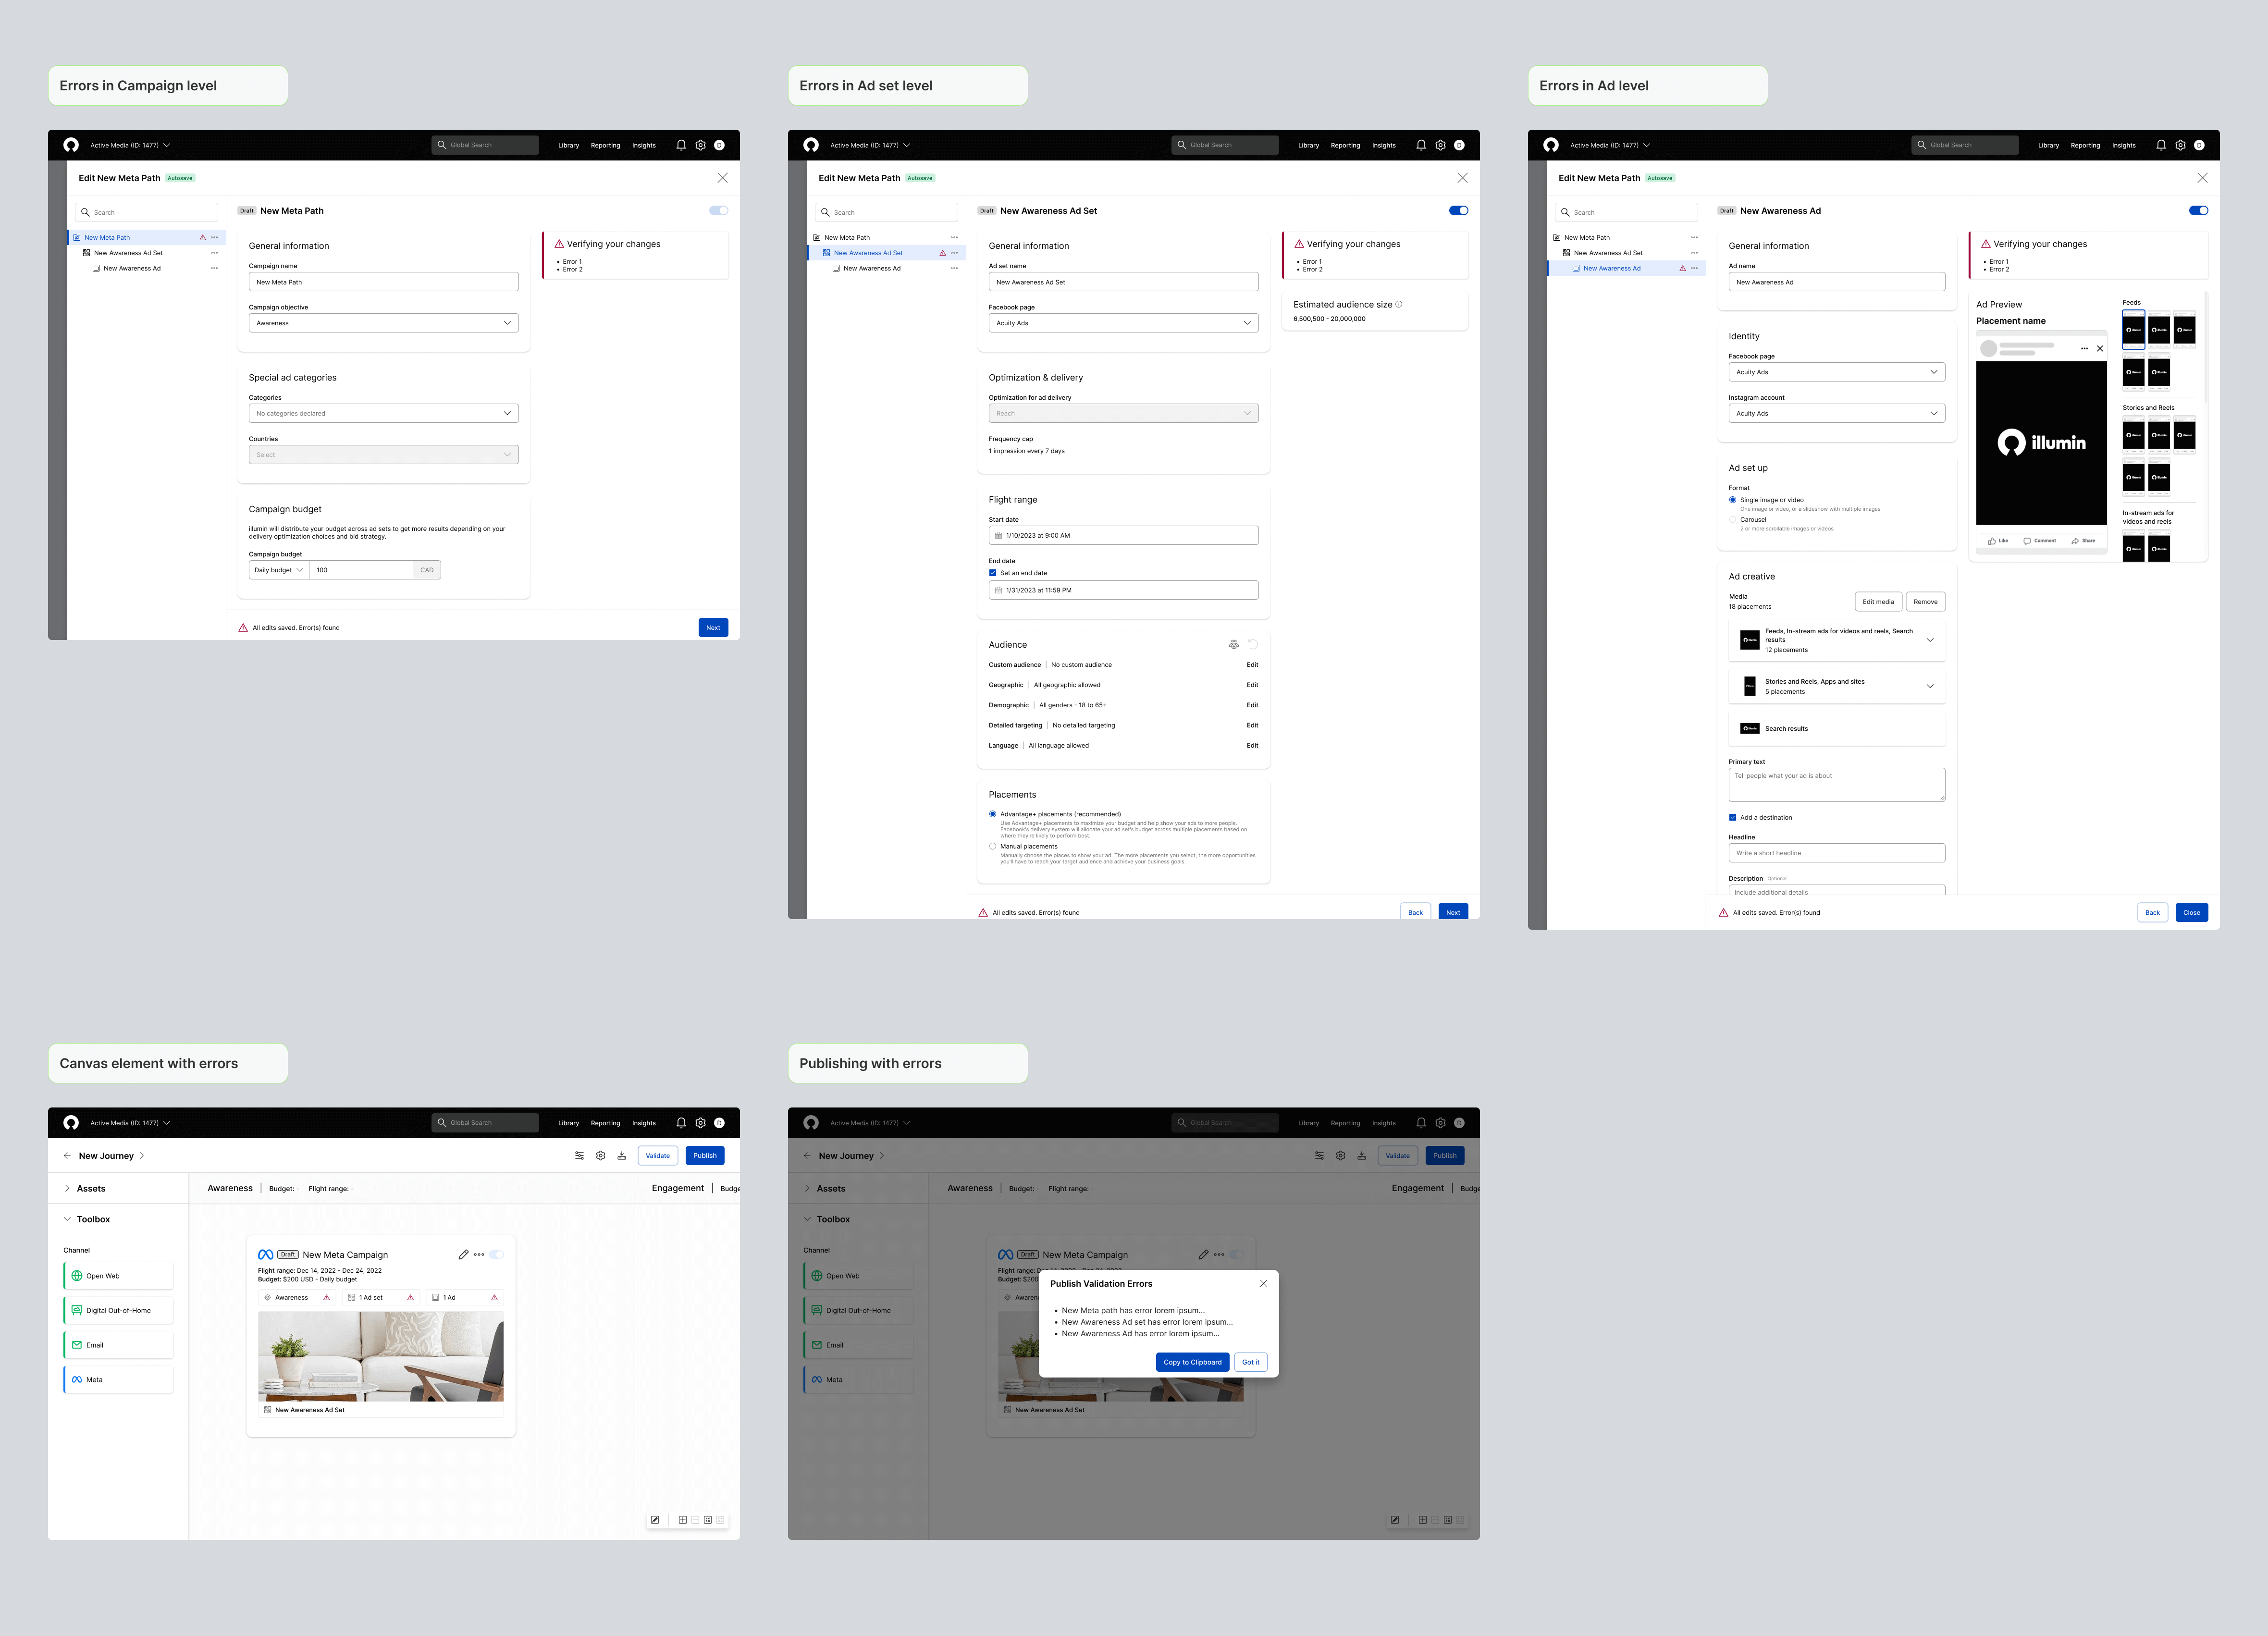 Errors in Campaign level
Active Media (ID: 1477)
Global Search
Library
Reporting
Insights
D
Edit New Meta Path
Autosave
Search
New Meta Path
New Awareness Ad Set
New Awareness Ad
Draft
New Meta Path
General information
Campaign name
New Meta Path
Campaign objective
Awareness
Special ad categories
Categories
No categories declared
Countries
Select
Campaign budget
illumin will distribute your budget across ad sets to get more results depending on your
delivery optimization choices and bid strategy.
Campaign budget
Daily budget
100
CAD
Verifying your changes
• Error 1
• Error 2
All edits saved. Error(s) found
Next
Errors in Ad set level
Active Media (ID: 1477)
Global Search
Library
Reporting
Insights
D
Edit New Meta Path
Autosave
Search
New Meta Path
New Awareness Ad Set
New Awareness Ad
Draft
New Awareness Ad Set
General information
Ad set name
New Awareness Ad Set
Facebook page
Acuity Ads
Optimization & delivery
Optimization for ad delivery
Reach
Frequency cap
1 impression every 7 days
Flight range
Start date
1/10/2023 at 9:00 AM
End date
Set an end date
1/31/2023 at 11:59 PM
Audience
Custom audience | No custom audience
Edit
Geographic | All geographic allowed
Edit
Demographic | All genders - 18 to 65+
Edit
Detailed targeting | No detailed targeting
Edit
Language | All language allowed
Edit
Placements
Advantage+ placements (recommended)
Use Advantage+ placements to maximize your budget and help show your ads to more people.
Facebook's delivery system will allocate your ad set's budget across multiple placements based on
where they're likely to perform best.
Manual placements
Manually choose the places to show your ad. The more placements you select, the more opportunities
you'll have to reach your target audience and achieve your business goals.
Verifying your changes
• Error 1
• Error 2
Estimated audience size
6,500,500 - 20,000,000
All edits saved. Error(s) found
Back
Next
Errors in Ad level
Active Media (ID: 1477)
Global Search
Library
Reporting
Insights
D
Edit New Meta Path
Autosave
Search
New Meta Path
New Awareness Ad Set
New Awareness Ad
Draft
New Awareness Ad
General information
Ad name
New Awareness Ad
Identity
Facebook page
Acuity Ads
Instagram account
Acuity Ads
Ad set up
Format
Single image or video
One image or video, or a slideshow with multiple images
Carousel
2 or more scrollable images or videos
Ad creative
Media
18 placements
Edit media
Remove
Feeds, In-stream ads for videos and reels, Search
results
12 placements
Stories and Reels, Apps and sites
5 placements
Search results
Primary text
Tell people what your ad is about
Add a destination
Headline
Write a short headline
Description Optional
Include additional details
Verifying your changes
• Error 1
• Error 2
Ad Preview
Placement name
illumin
Like
Comment
Share
Feeds
Stories and Reels
In-stream ads for
videos and reels
All edits saved. Error(s) found
Back
Close
Canvas element with errors
Active Media (ID: 1477)
Global Search
Library
Reporting
Insights
D
New Journey
Validate
Publish
Assets
Toolbox
Channel
Open Web
Digital Out-of-Home
Email
Meta
Awareness | Budget: - Flight range: -
Engagement | Budge
Draft
New Meta Campaign
Flight range: Dec 14, 2022 - Dec 24, 2022
Budget: $200 USD - Daily budget
Awareness
1 Ad set
1 Ad
New Awareness Ad Set
Publishing with errors
Active Media (ID: 1477)
Global Search
Library
Reporting
Insights
D
New Journey
Validate
Publish
Assets
Toolbox
Channel
Open Web
Digital Out-of-Home
Email
Meta
Awareness | Budget: - Flight range: -
Engagement | Budge
Draft
New Meta Campaign
Flight range:
Budget: $200
Awaren
New Awareness Ad Set
Publish Validation Errors
• New Meta path has error lorem ipsum...
• New Awareness Ad set has error lorem ipsum...
• New Awareness Ad has error lorem ipsum...
Copy to Clipboard
Got it